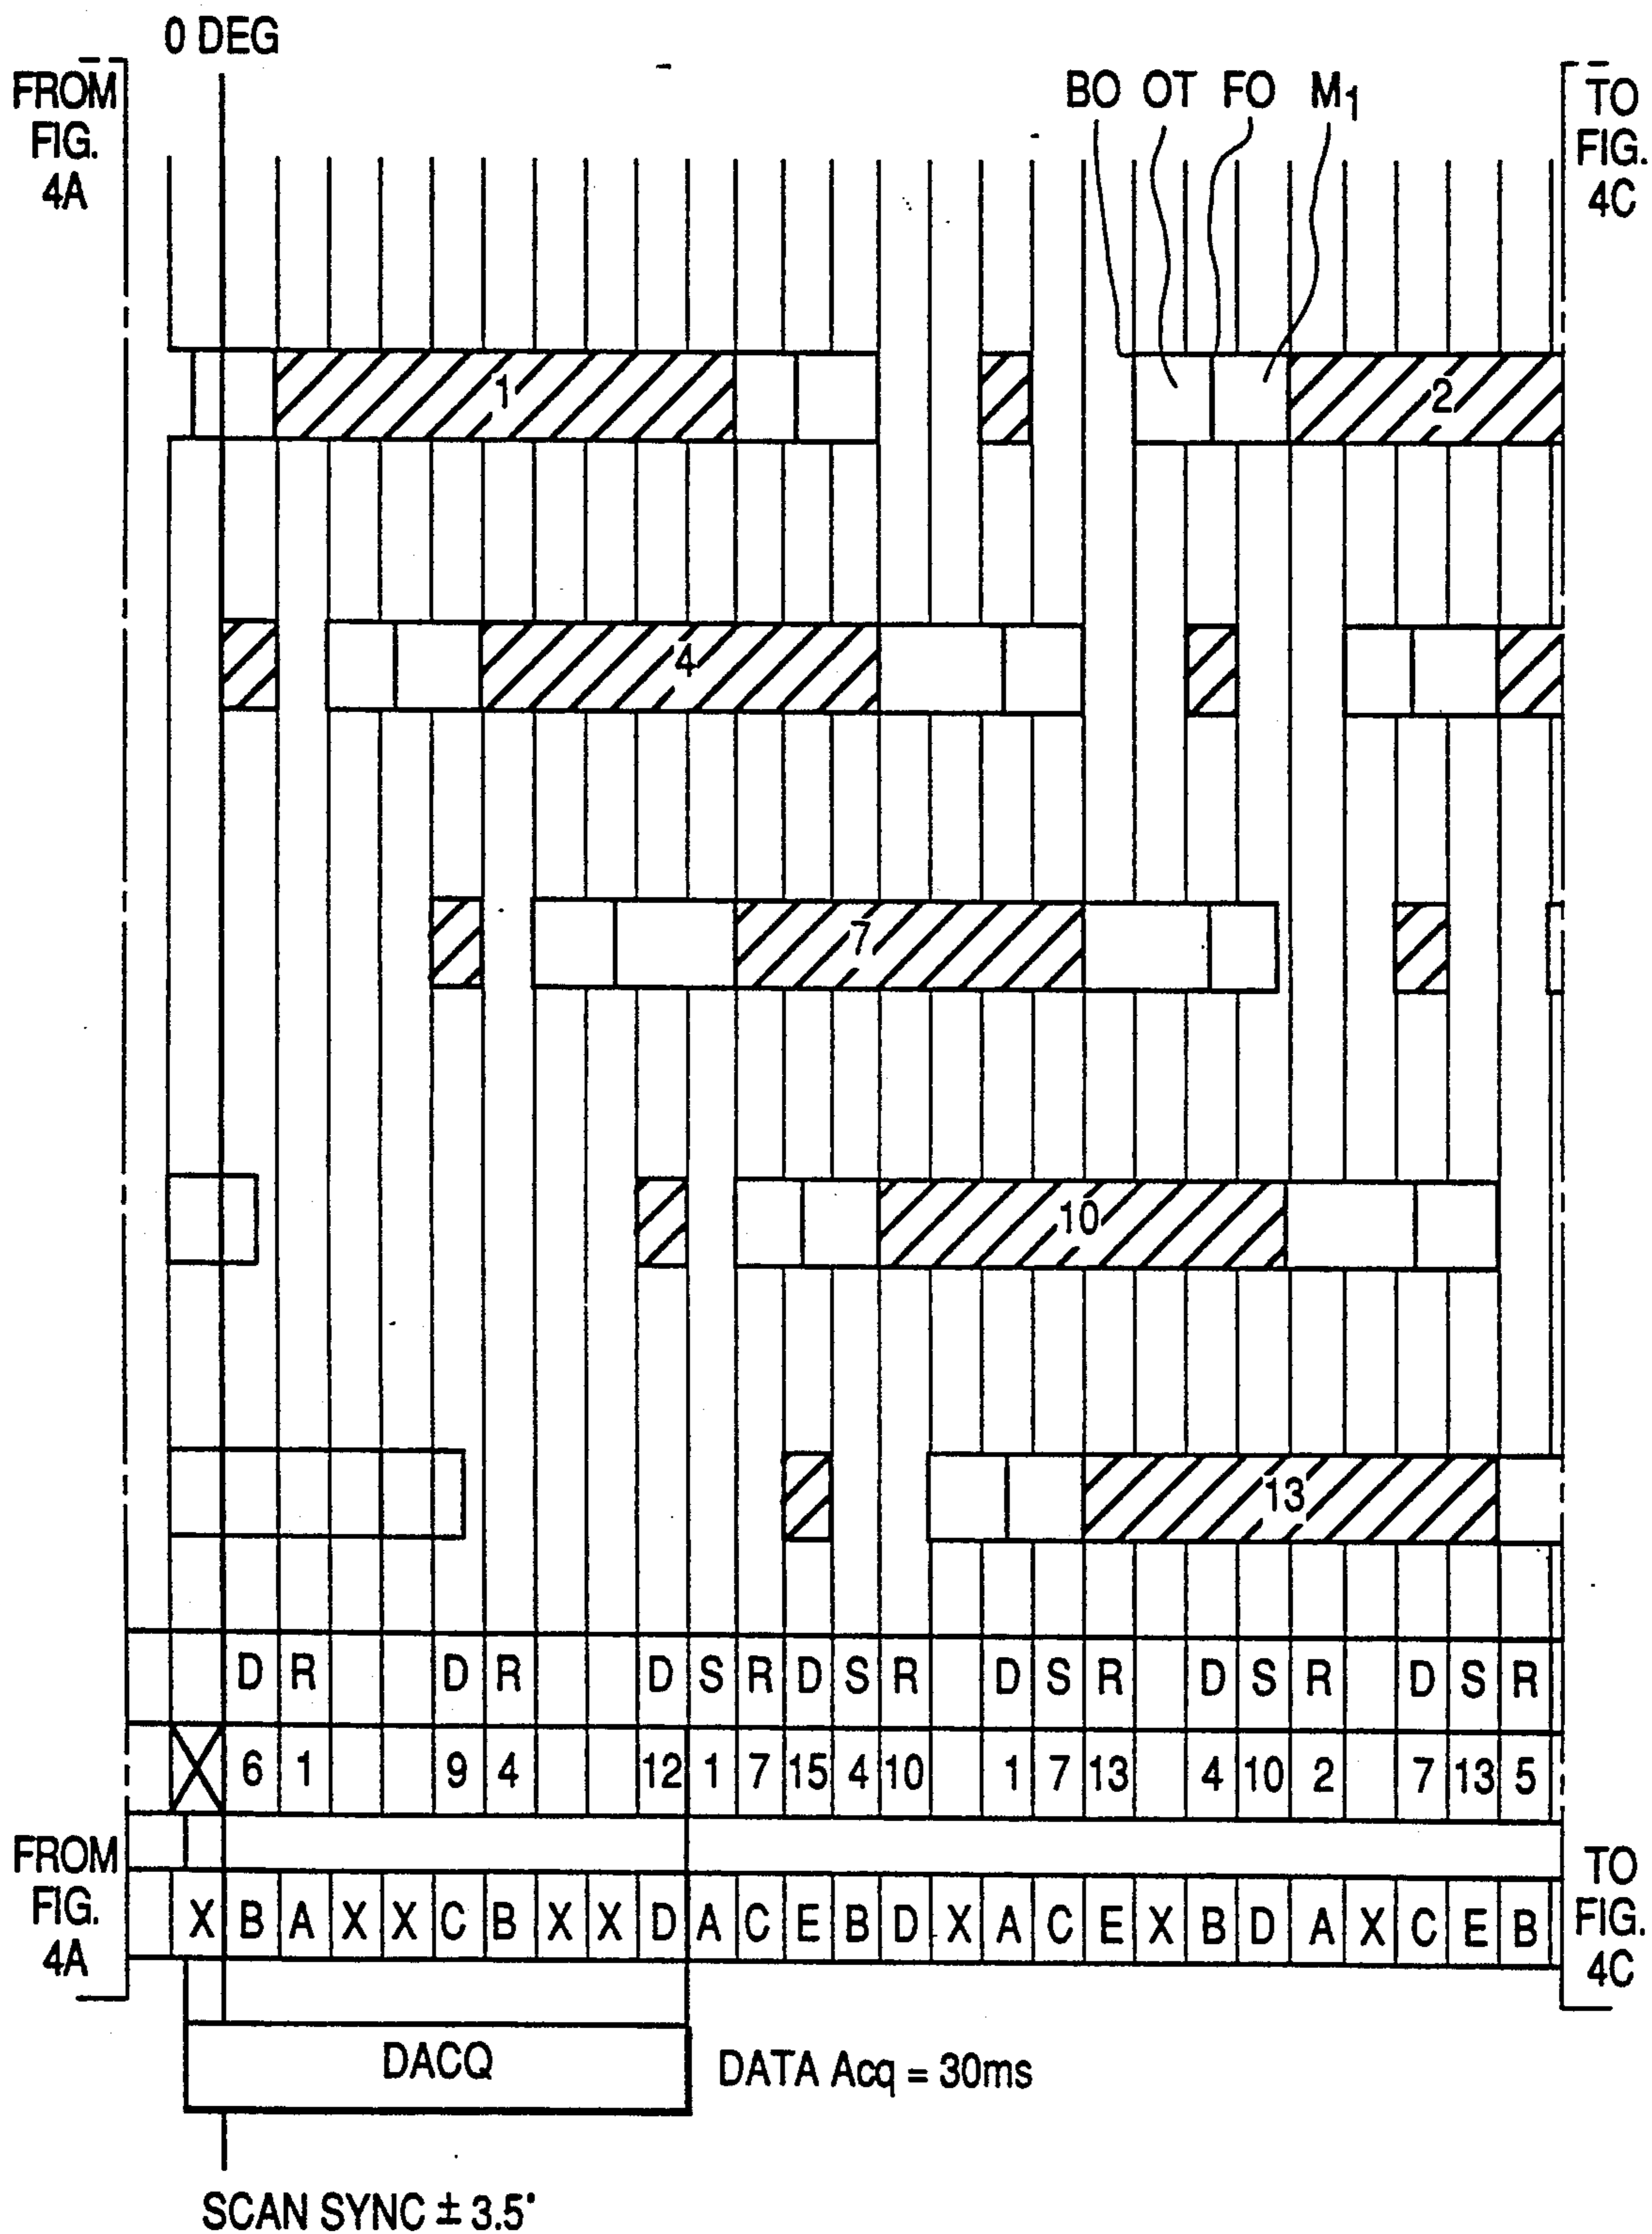 0 DEG
FROM
FIG.
4A
BO OT FO M1
TO
FIG.
4C
1
2
4
7
10
13
D R D R D S R D S R D S R D S R D S R
6 1 9 4 12 1 7 15 4 10 1 7 13 4 10 2 7 13 5
FROM
FIG.
4A
X B A X X C B X X D A C E B D X A C E X B D A X C E B
TO
FIG.
4C
DACQ
DATA Acq = 30ms
SCAN SYNC ± 3.5°